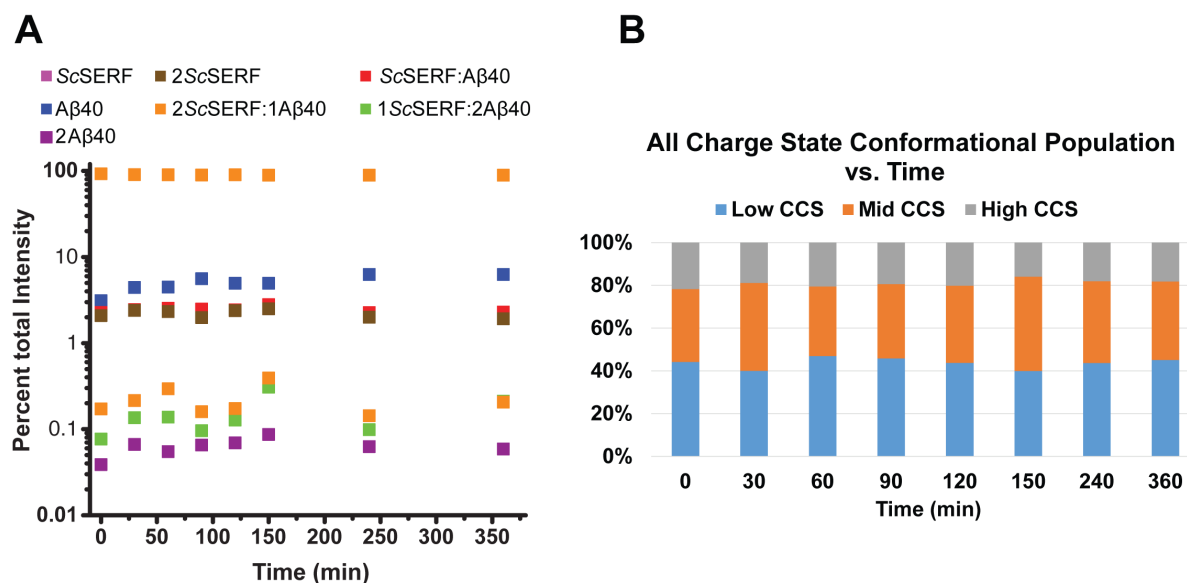 A
ScSERF 2ScSERF ScSERF:Aβ40
Aβ40 2ScSERF:1Aβ40 1ScSERF:2Aβ40
2Aβ40
Percent total Intensity
100
10
1
0.1
0.01
0 50 100 150 200 250 300 350
Time (min)
B
All Charge State Conformational Population
vs. Time
Low CCS Mid CCS High CCS
100%
80%
60%
40%
20%
0%
0 30 60 90 120 150 240 360
Time (min)